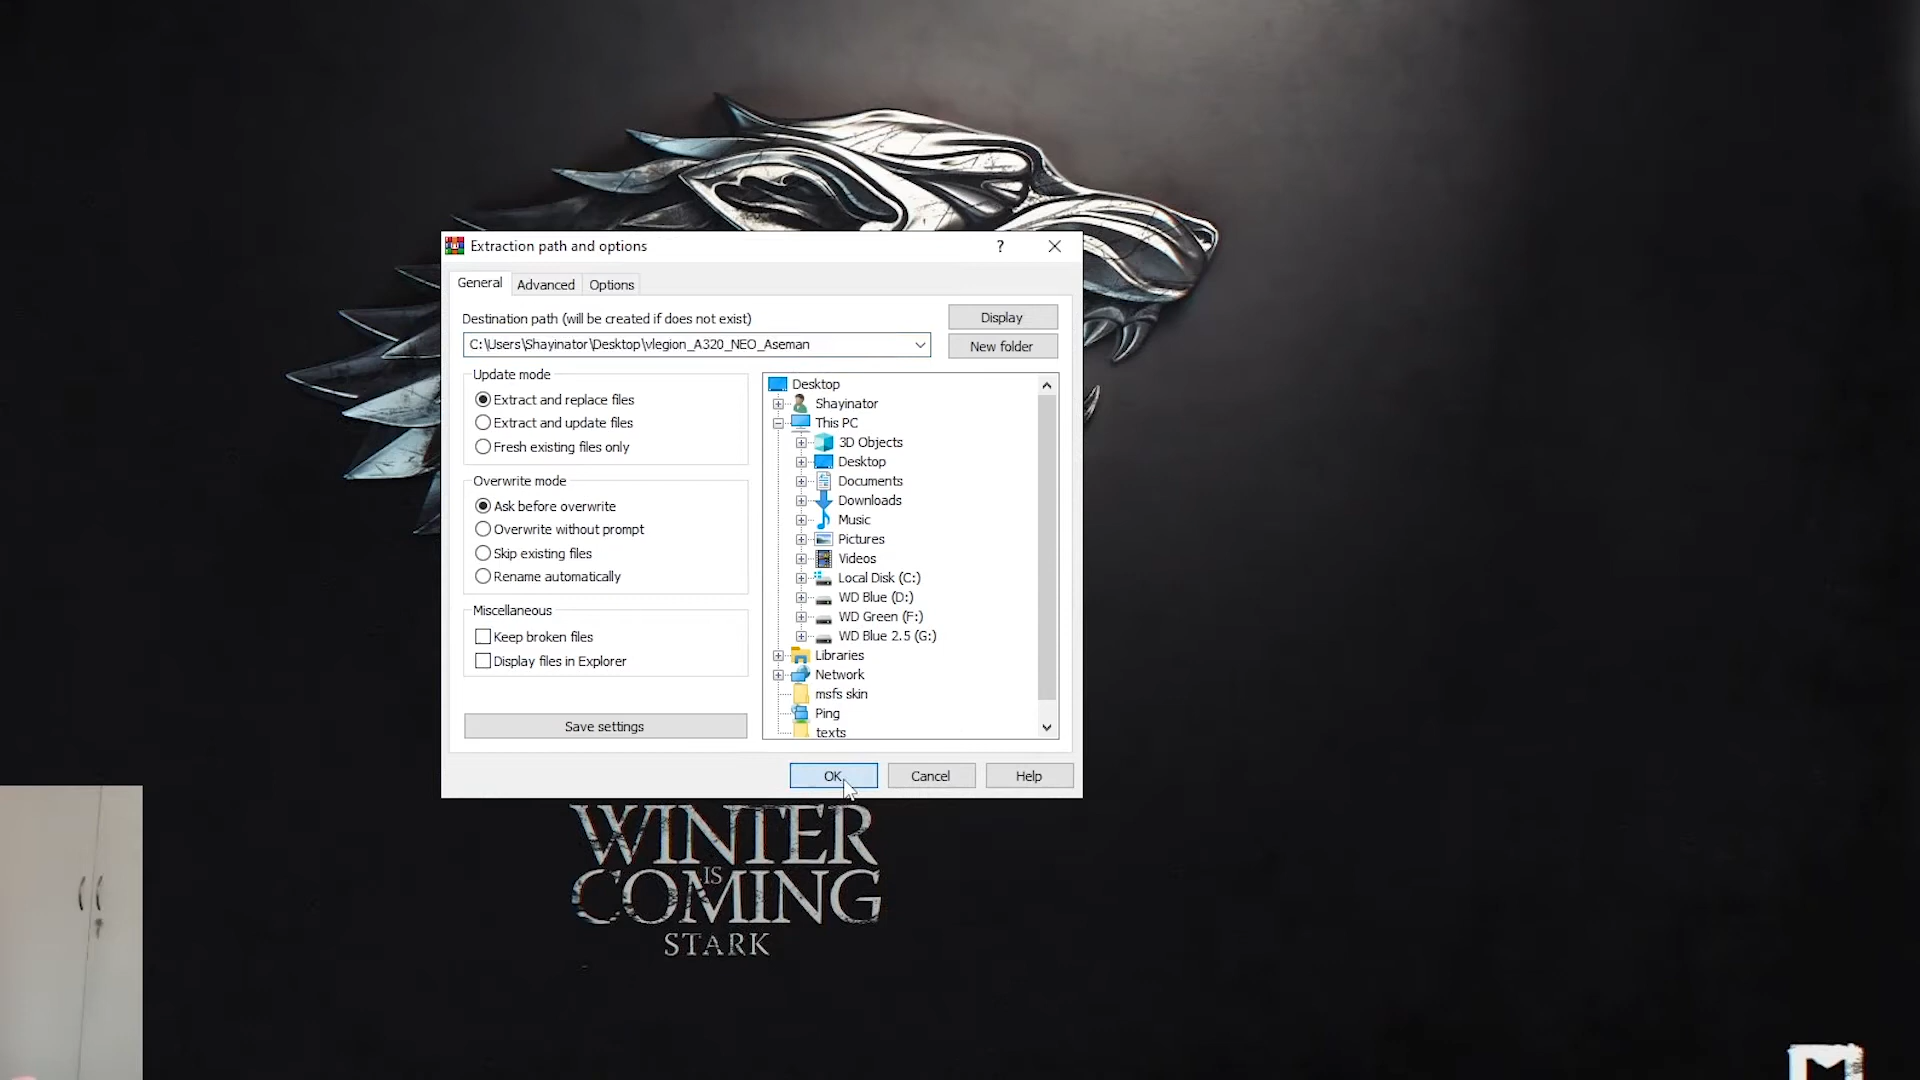 Extraction path and options
?
General
Advanced
Options
Destination path (will be created if does not exist)
Display
C:\Users\Shayinator\Desktop\vlegion_A320_NEO_Aseman
New folder
Update mode
Extract and replace files
Extract and update files
Fresh existing files only
Overwrite mode
Ask before overwrite
Overwrite without prompt
Skip existing files
Rename automatically
Miscellaneous
Keep broken files
Display files in Explorer
Save settings
Desktop
Shayinator
This PC
3D Objects
Desktop
Documents
Downloads
Music
Pictures
Videos
Local Disk (C:)
WD Blue (D:)
WD Green (F:)
WD Blue 2.5 (G:)
Libraries
Network
msfs skin
Ping
texts
OK
Cancel
Help
WINTER
IS
COMING
STARK